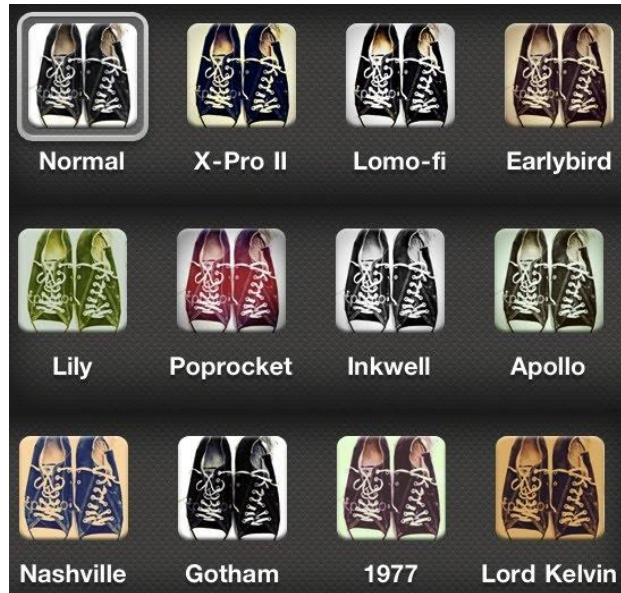 Normal
X-Pro II
Lomo-fi
Earlybird
Lily
Poprocket
Inkwell
Apollo
Nashville
Gotham
1977
Lord Kelvin